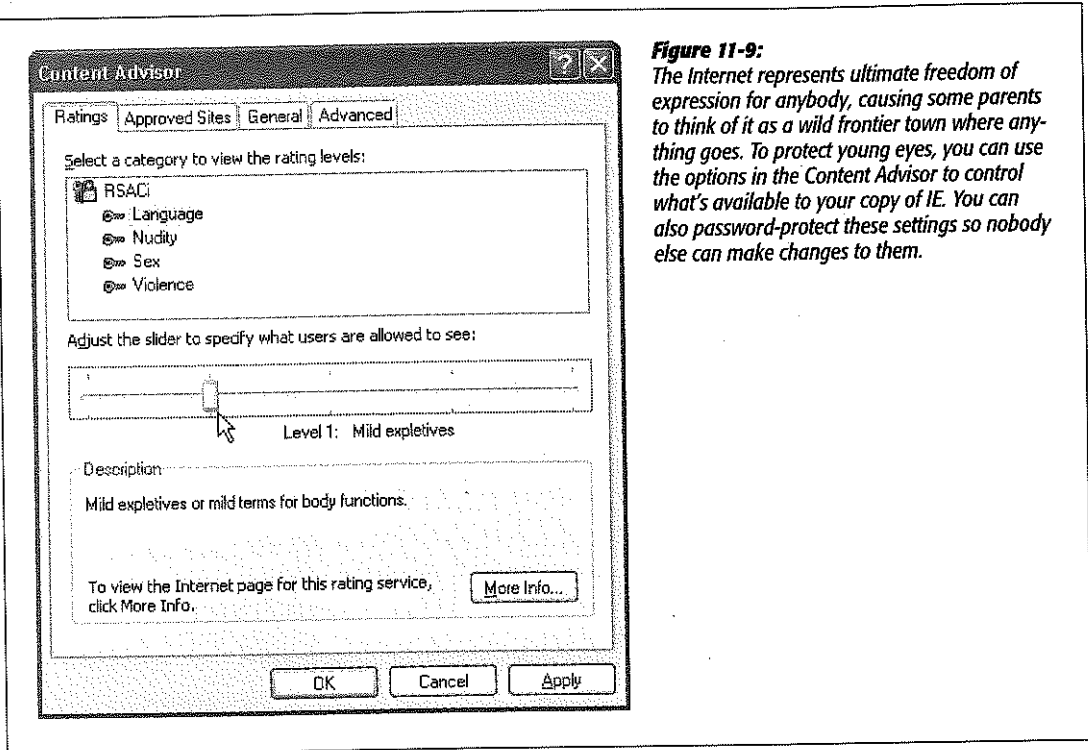 Content Advisor
Ratings Approved Sites General Advanced
Select a category to view the rating levels:
RSACi
Language
Nudity
Sex
Violence
Adjust the slider to specify what users are allowed to see:
Level 1: Mild expletives
Description
Mild expletives or mild terms for body functions.
To view the Internet page for this rating service,
click More Info.
More Info...
OK Cancel Apply
Figure 11-9:
The Internet represents ultimate freedom of
expression for anybody, causing some parents
to think of it as a wild frontier town where any-
thing goes. To protect young eyes, you can use
the options in the Content Advisor to control
what's available to your copy of IE. You can
also password-protect these settings so nobody
else can make changes to them.